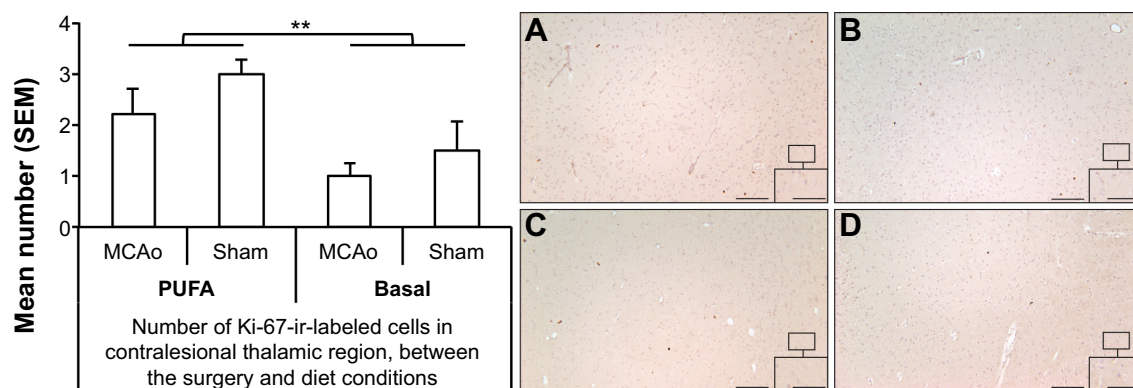 Mean number (SEM)
4
3
2
1
0
**
MCAo Sham MCAo Sham
PUFA Basal
Number of Ki-67-ir-labeled cells in
contralesional thalamic region, between
the surgery and diet conditions
A
B
C
D